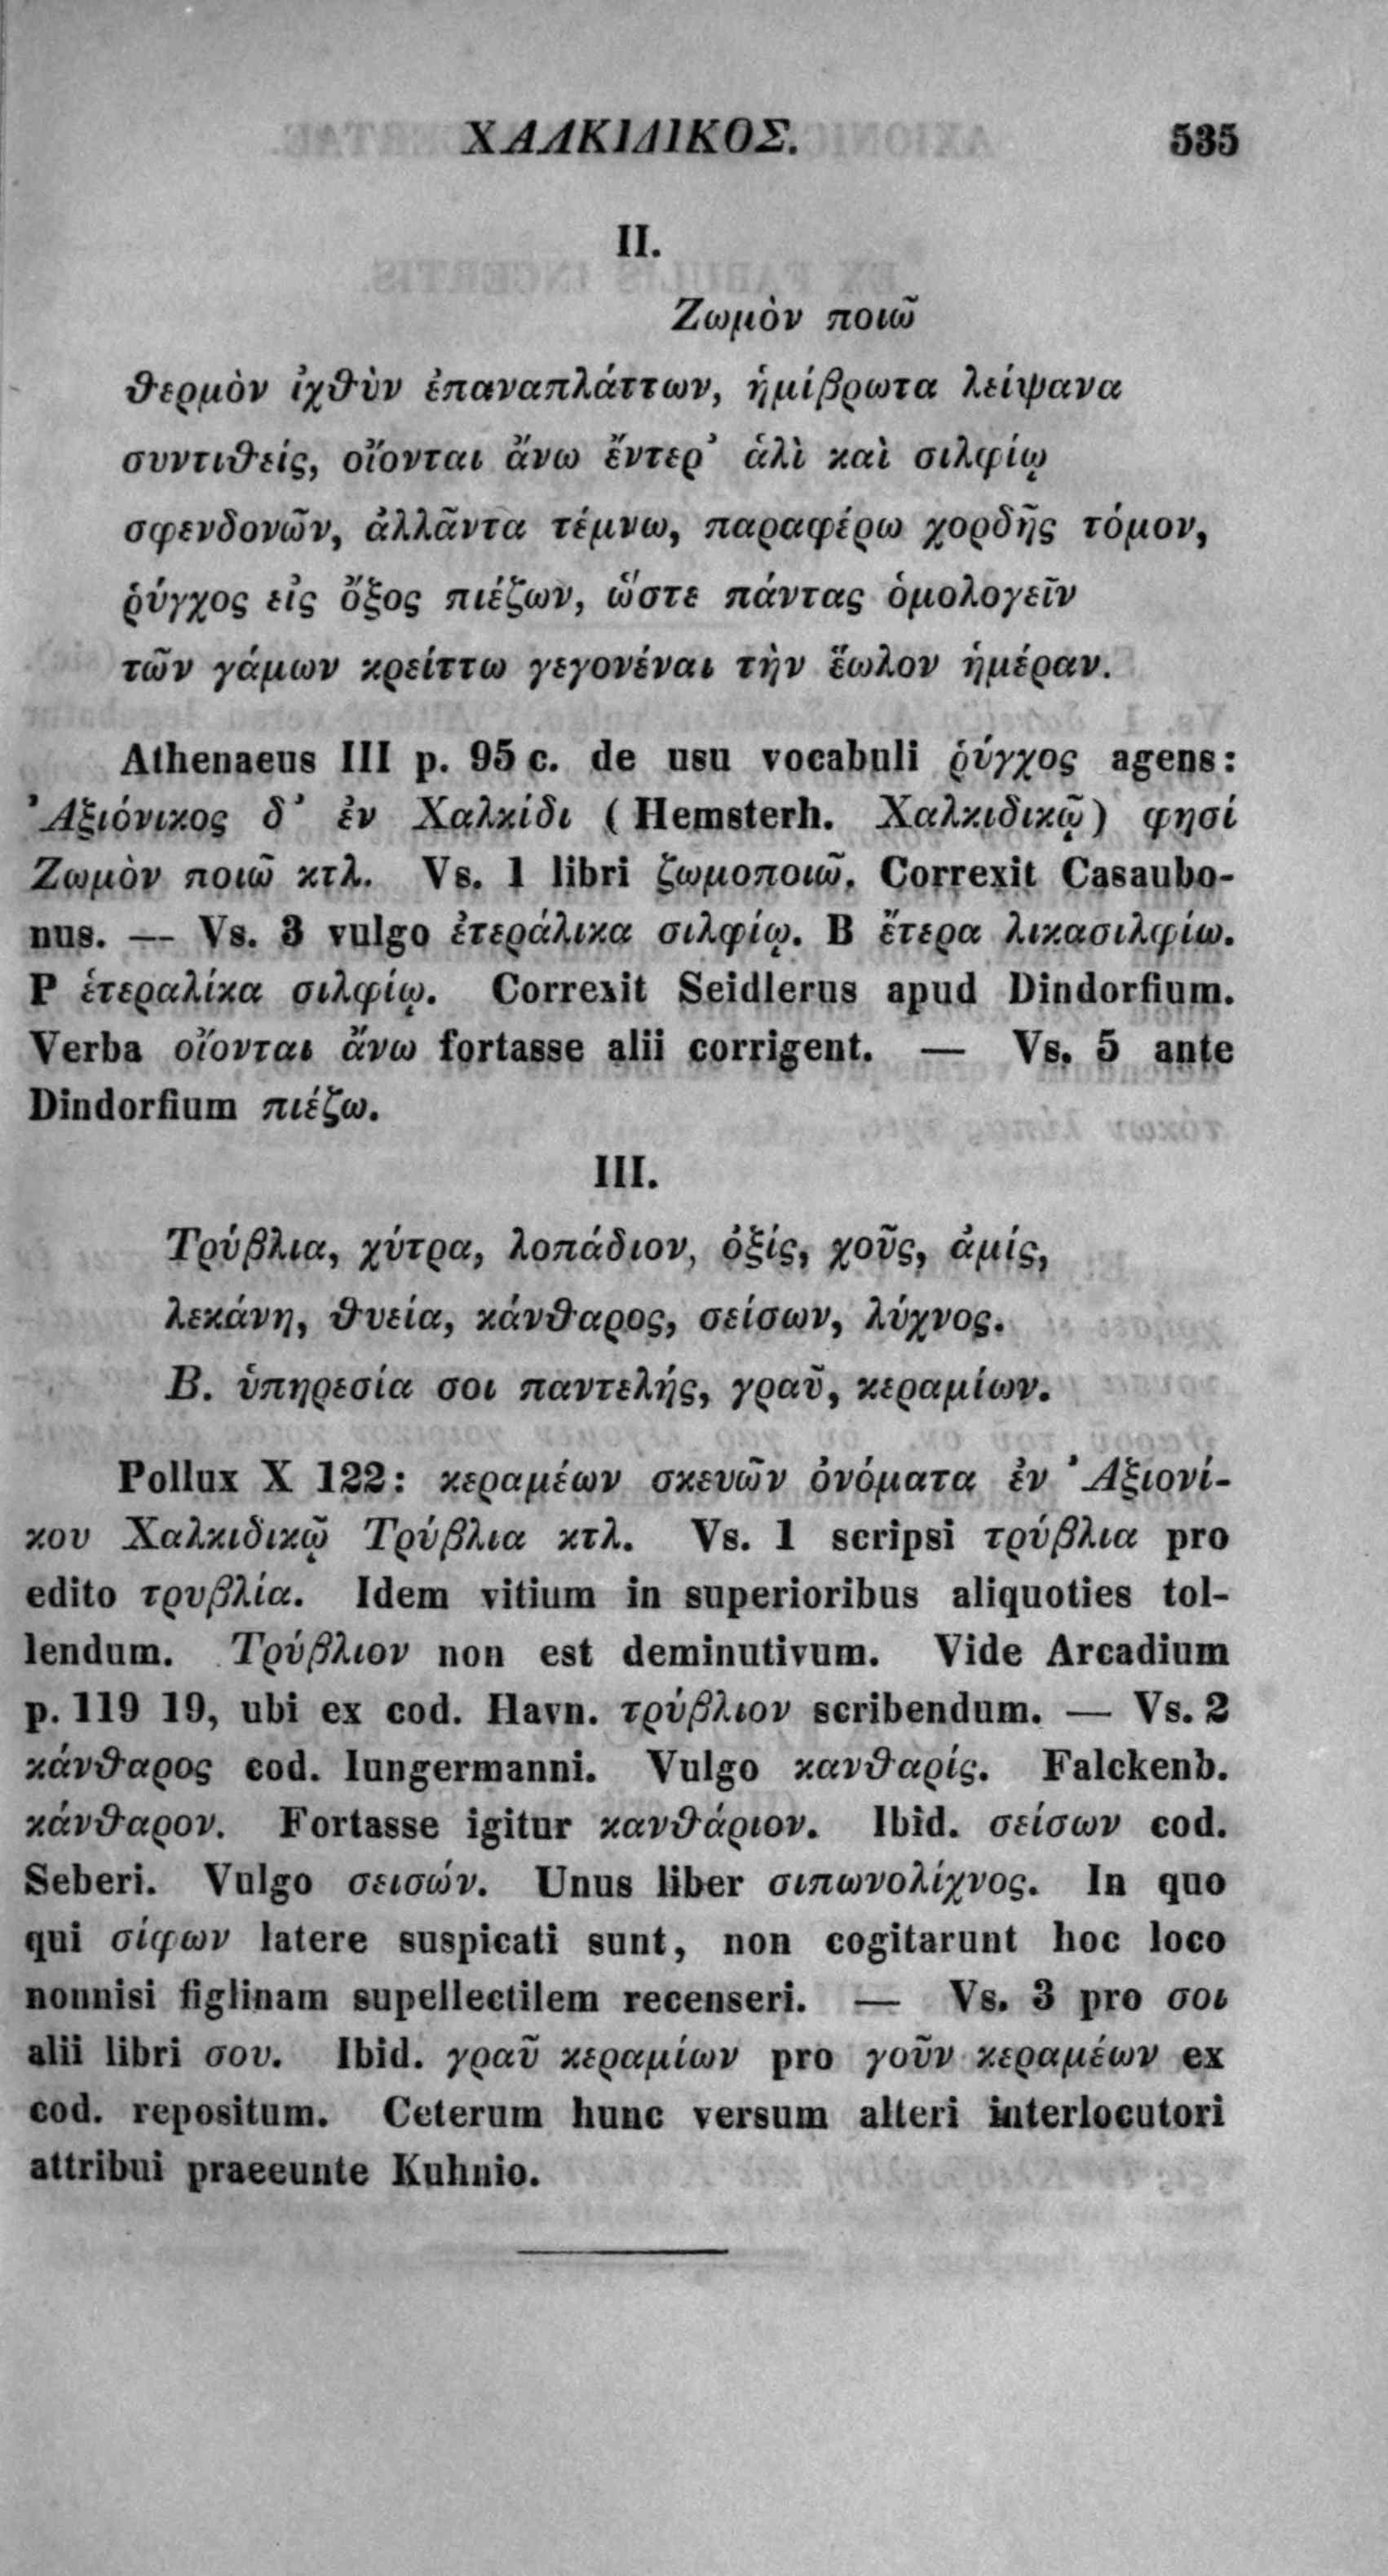 ΧΑΛΚΙΔΙΚΟΣ. 535
II.
Ζωμὸν ποιῶ
θερμὸν ἰχθὺν ἐπαναπλάττων, ἡμίβρωτα λείψανα
συντιθείς, οἴονται ἄνω ἔντερ᾽ ἁλὶ καὶ σιλφίῳ
σφενδονῶν, ἀλλᾶντα τέμνω, παραφέρω χορδῆς τόμον,
ῥύγχος εἰς ὄξος πιέζων, ὥστε πάντας ὁμολογεῖν
τῶν γάμων κρείττω γεγονέναι τὴν ἕωλον ἡμέραν.
Athenaeus III p. 95 c. de usu vocabuli ῥύγχος agens:
Ἀξιόνικος δ᾽ ἐν Χαλκίδι (Hemsterh. Χαλκιδικῷ) φησί
Ζωμὸν ποιῶ κτλ. Vs. 1 libri ζωμοποιῶ. Correxit Casaubo-
nus. — Vs. 3 vulgo ἑτεράλικα σιλφίῳ. B ἕτερα λικασιλφίω.
P ἑτεραλίκα σιλφίῳ. Correxit Seidlerus apud Dindorfium.
Verba οἴονται ἄνω fortasse alii corrigent. — Vs. 5 ante
Dindorfium πιέζω.
III.
Τρύβλια, χύτρα, λοπάδιον, ὀξίς, χοῦς, ἁμίς,
λεκάνη, θυεία, κάνθαρος, σείσων, λύχνος.
B. ὑπηρεσία σοι παντελής, γραῦ, κεραμίων.
Pollux X 122: κεραμέων σκευῶν ὀνόματα ἐν Ἀξιονί-
κου Χαλκιδικῷ Τρύβλια κτλ. Vs. 1 scripsi τρύβλια pro
edito τρυβλία. Idem vitium in superioribus aliquoties tol-
lendum. Τρύβλιον non est deminutivum. Vide Arcadium
p. 119 19, ubi ex cod. Havn. τρύβλιον scribendum. — Vs. 2
κάνθαρος cod. Iungermanni. Vulgo κανθαρίς. Falckenb.
κάνθαρον. Fortasse igitur κανθάριον. Ibid. σείσων cod.
Seberi. Vulgo σεισών. Unus liber σιπωνολίχνος. In quo
qui σίφων latere suspicati sunt, non cogitarunt hoc loco
nonnisi figlinam supellectilem recenseri. — Vs. 3 pro σοι
alii libri σου. Ibid. γραῦ κεραμίων pro γοῦν κεραμέων ex
cod. repositum. Ceterum hunc versum alteri interlocutori
attribui praeeunte Kuhnio.